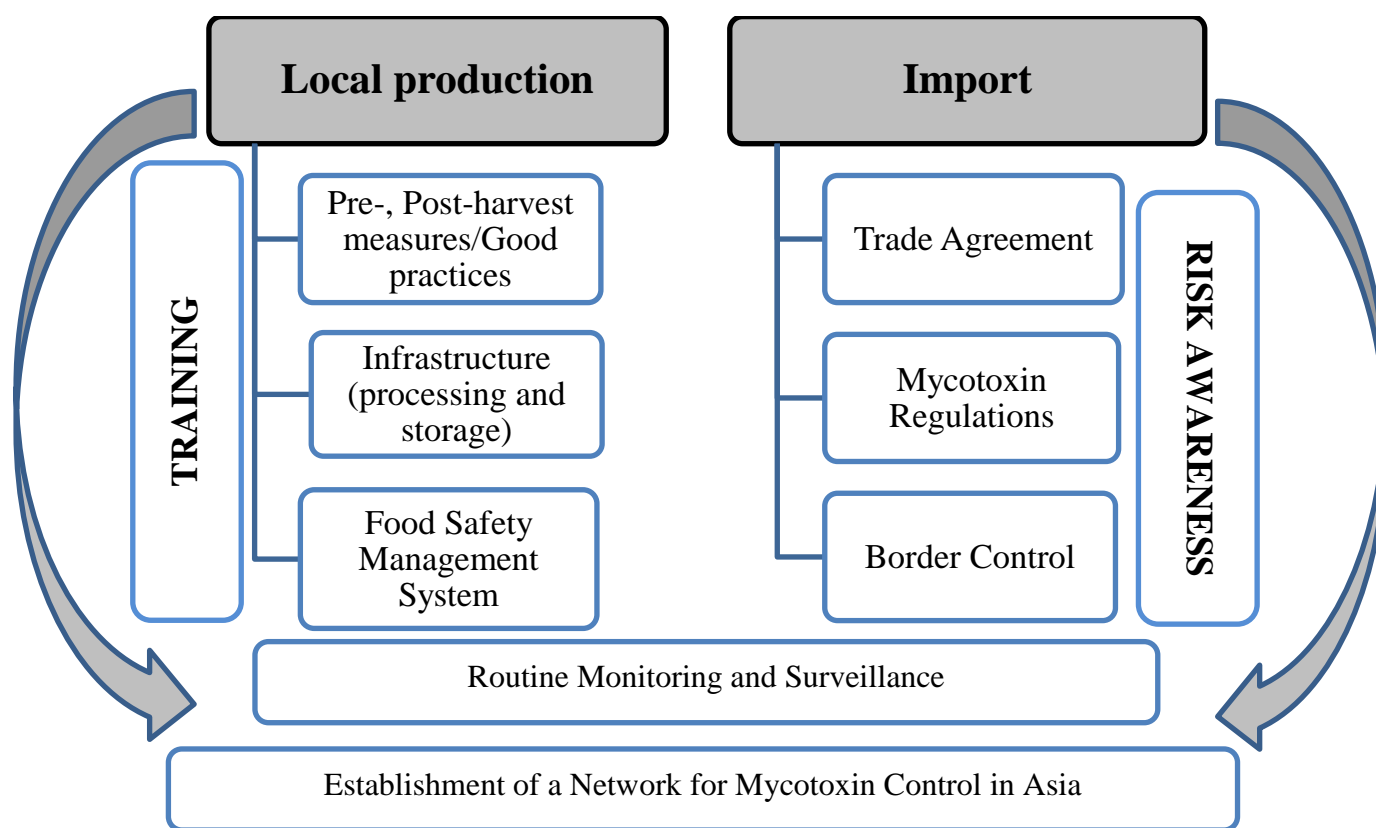 Local production
Import
TRAINING
Pre-, Post-harvest
measures/Good
practices
Infrastructure
(processing and
storage)
Food Safety
Management
System
Trade Agreement
Mycotoxin
Regulations
Border Control
RISK AWARENESS
Routine Monitoring and Surveillance
Establishment of a Network for Mycotoxin Control in Asia